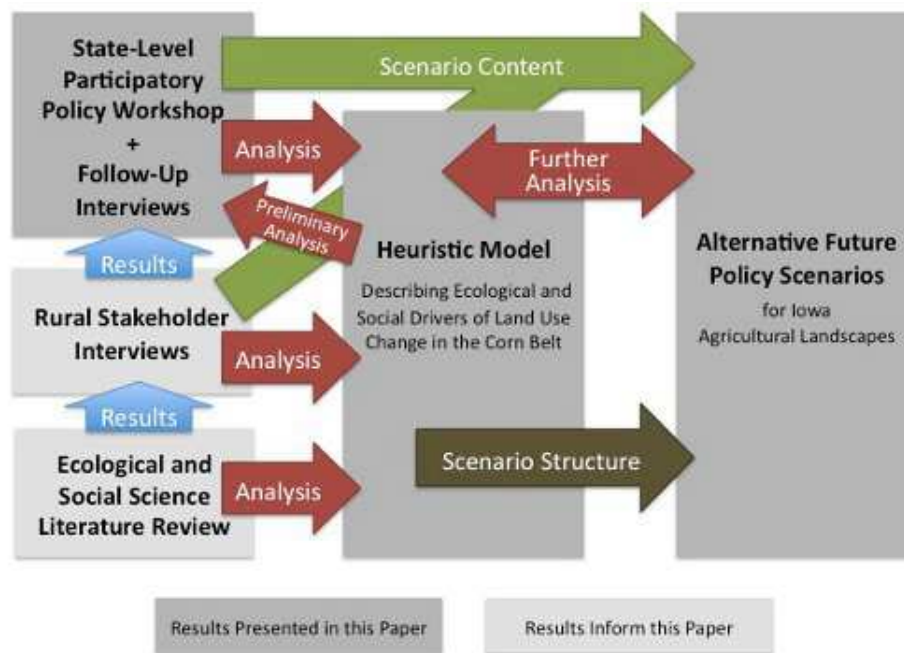 State-Level
Participatory
Policy Workshop
+
Follow-Up
Interviews
Results
Rural Stakeholder
Interviews
Results
Ecological and
Social Science
Literature Review
Scenario Content
Analysis
Preliminary
Analysis
Analysis
Analysis
Heuristic Model
Describing Ecological and
Social Drivers of Land Use
Change in the Corn Belt
Further
Analysis
Scenario Structure
Alternative Future
Policy Scenarios
for Iowa
Agricultural Landscapes
Results Presented in this Paper
Results Inform this Paper